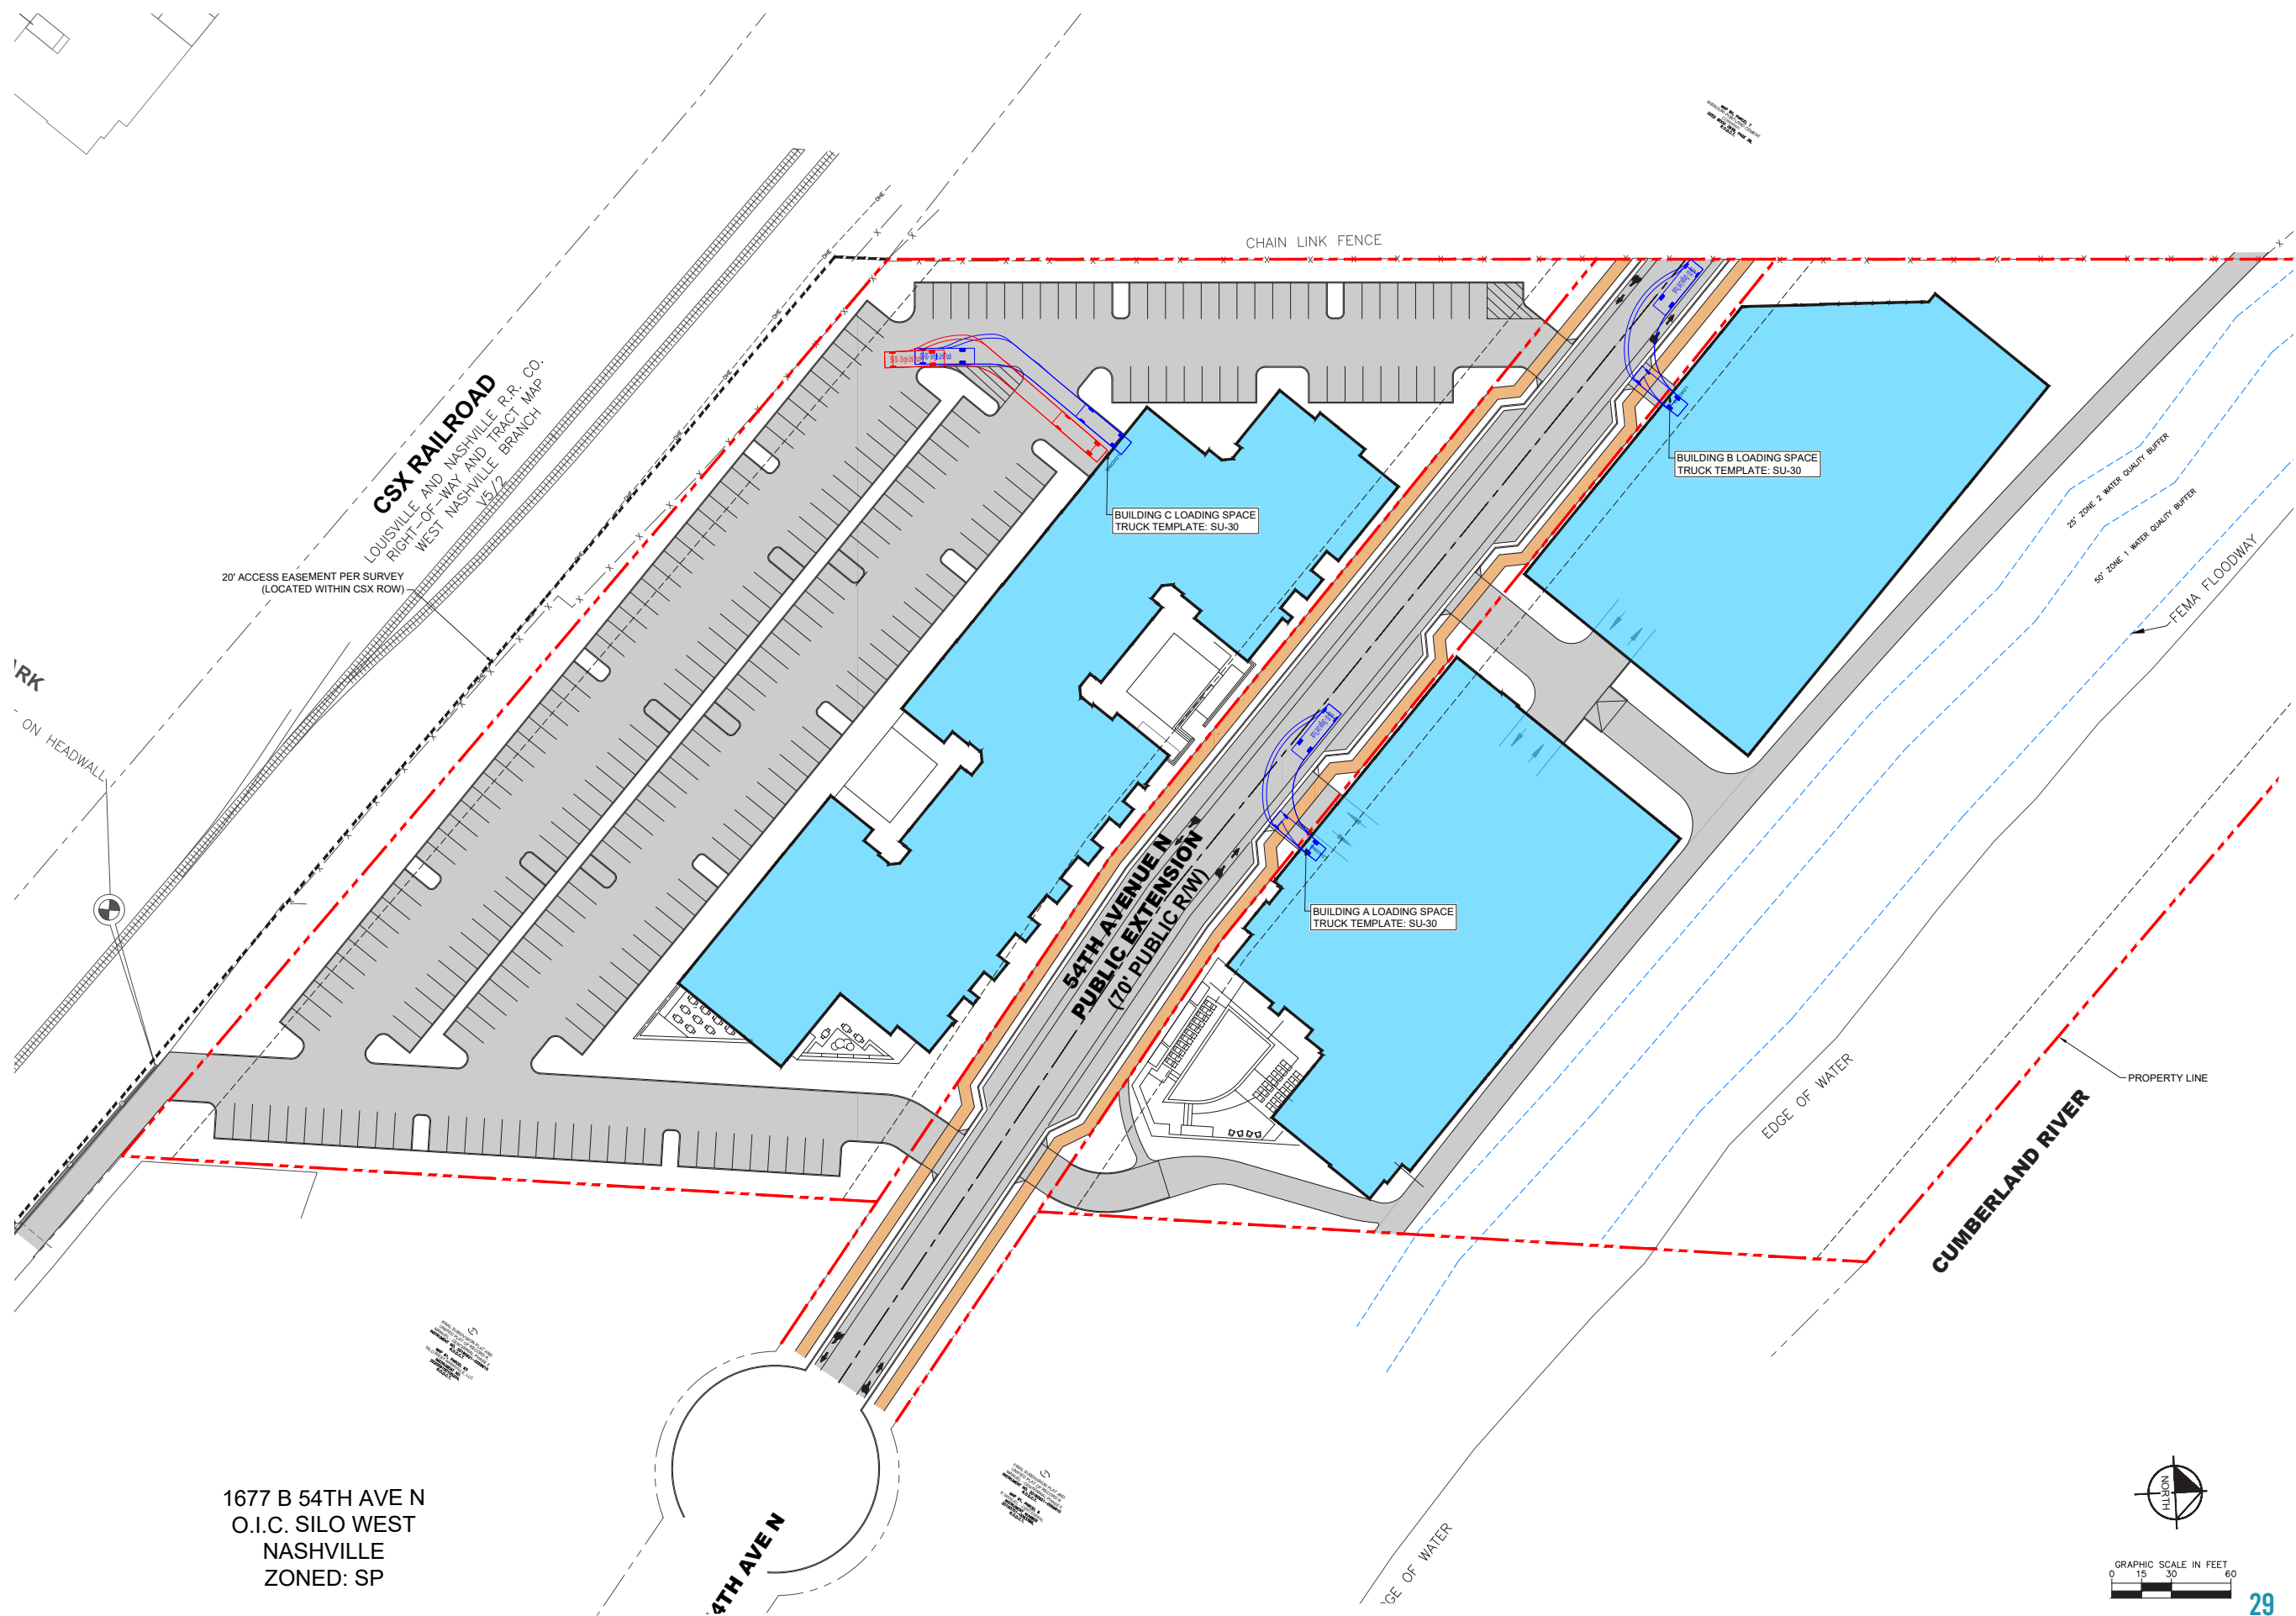 CHAIN LINK FENCE
CSX RAILROAD
LOUISVILLE AND NASHVILLE R.R. CO.
RIGHT-OF-WAY AND TRACT MAP
WEST NASHVILLE BRANCH
V5/2
20' ACCESS EASEMENT PER SURVEY
(LOCATED WITHIN CSX ROW)
ON HEADWALL
BUILDING B LOADING SPACE
TRUCK TEMPLATE: SU-30
BUILDING C LOADING SPACE
TRUCK TEMPLATE: SU-30
25' ZONE 2 WATER QUALITY BUFFER
50' ZONE 1 WATER QUALITY BUFFER
FEMA FLOODWAY
54TH AVENUE N
PUBLIC EXTENSION
(70' PUBLIC R/W)
BUILDING A LOADING SPACE
TRUCK TEMPLATE: SU-30
EDGE OF WATER
PROPERTY LINE
CUMBERLAND RIVER
1677 B 54TH AVE N
O.I.C. SILO WEST
NASHVILLE
ZONED: SP
4TH AVE N
GE OF WATER
NORTH
GRAPHIC SCALE IN FEET
0 15 30 60
29